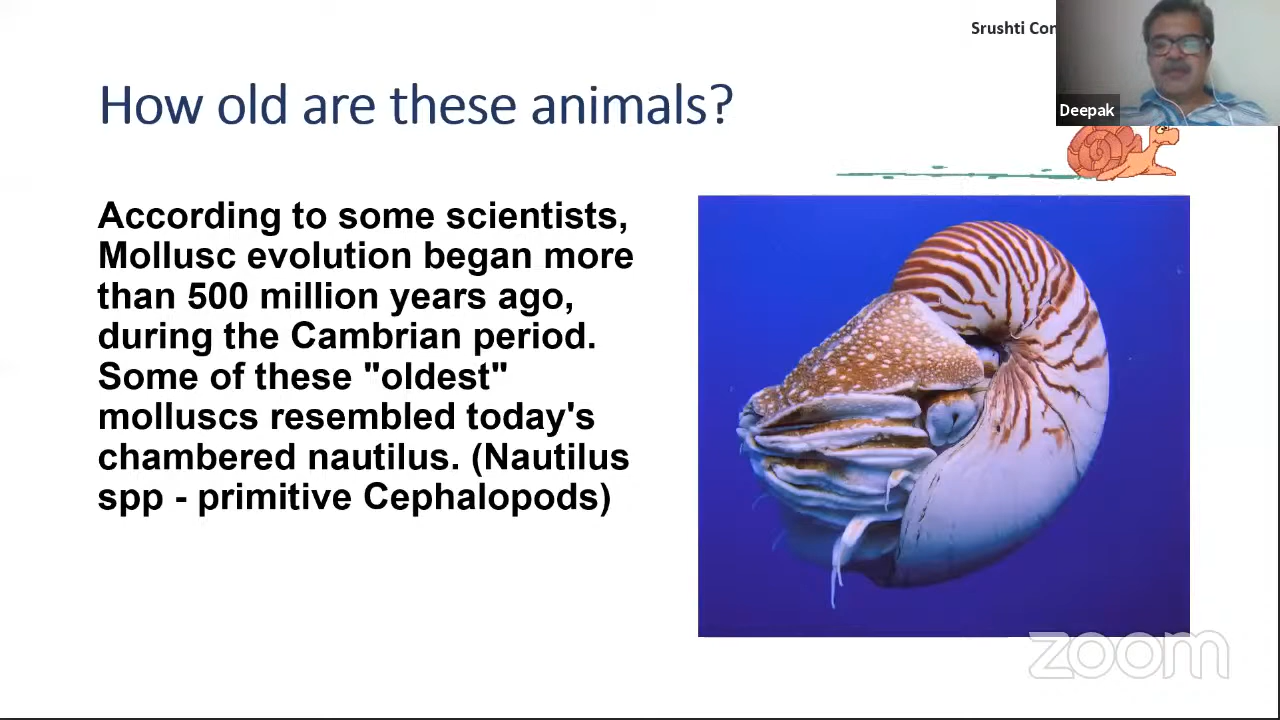 Srushti
How old are these animals?
Deepak
According to some scientists,
Mollusc evolution began more
than 500 million years ago,
during the Cambrian period.
Some of these "oldest"
molluscs resembled today's
chambered nautilus. (Nautilus
spp - primitive Cephalopods)
zoom